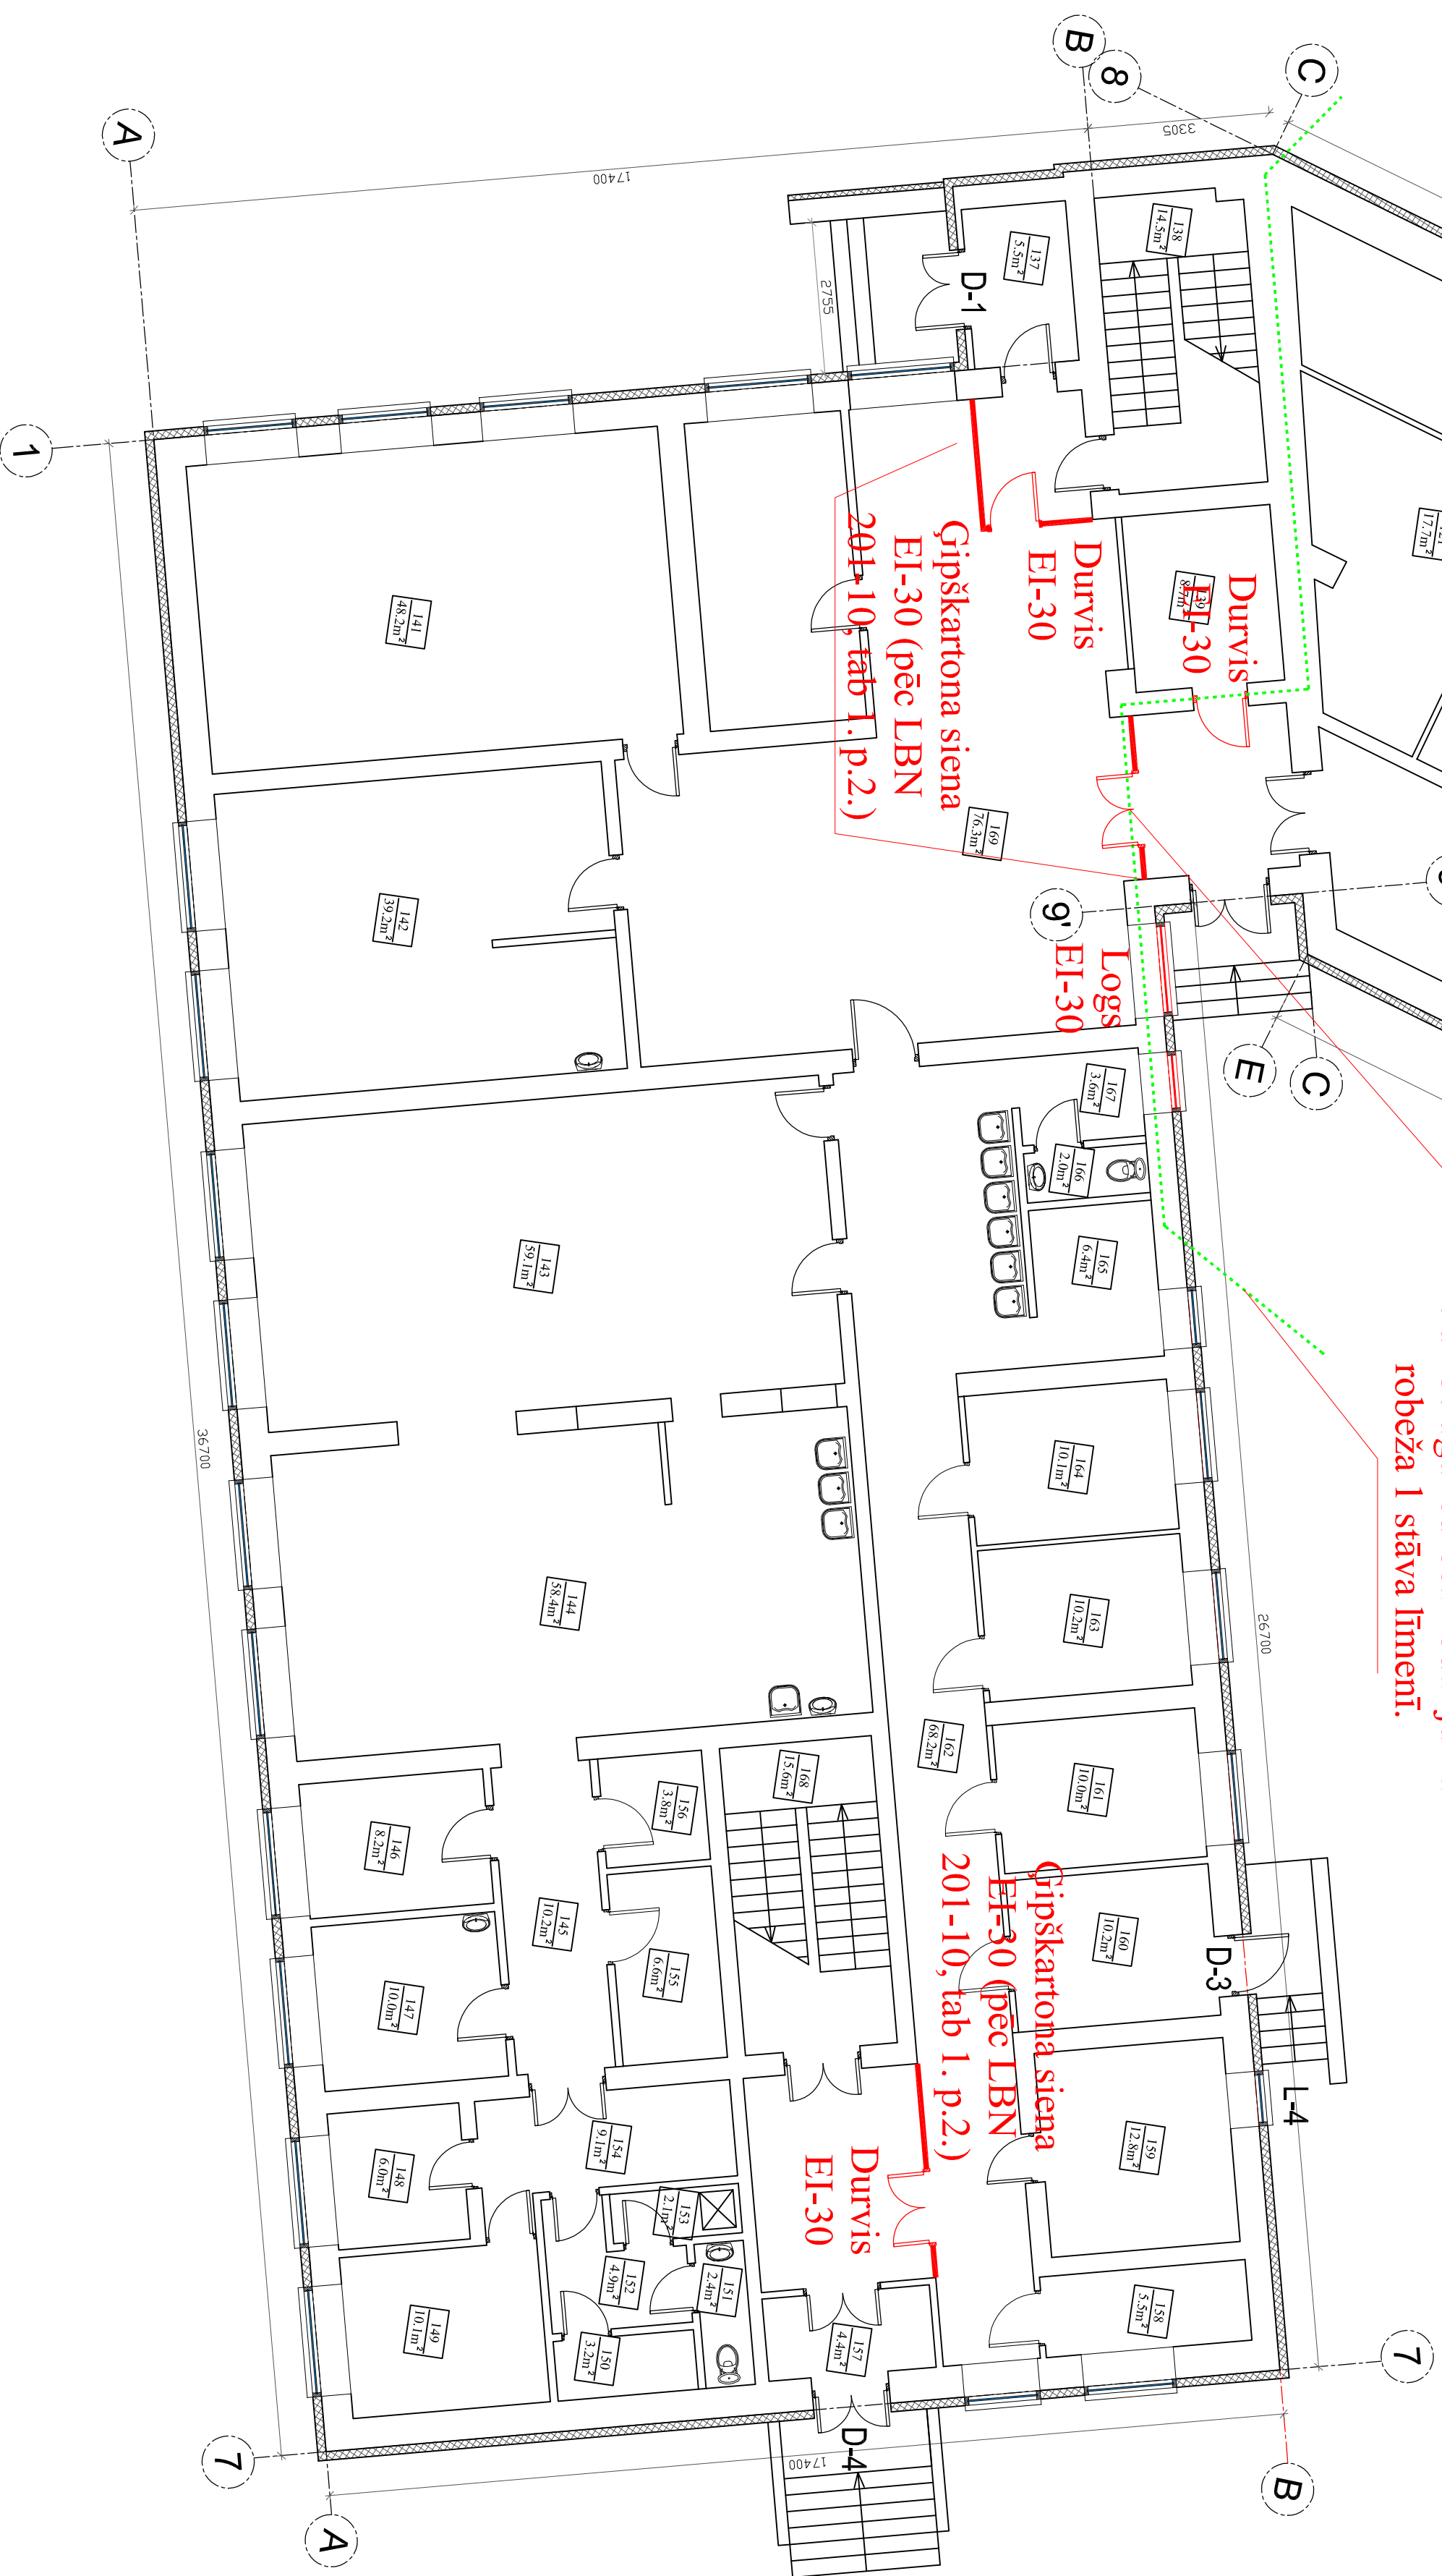 A
B
8
C
3305
17400
1
2755
D-1
137
5.5m²
138
14.5m²
17.7m²
Durvis
EI-30
139
8.7m²
Durvis
EI-30
Ģipškartona siena
EI-30 (pēc LBN
201-10, tab 1. p.2.)
141
48.2m²
142
39.2m²
169
76.3m²
9'
Logs
EI-30
E
C
robeža 1 stāva līmenī.
167
3.6m²
166
2.0m²
165
6.4m²
143
59.1m²
144
58.4m²
164
10.1m²
163
10.2m²
162
68.2m²
161
10.0m²
160
10.2m²
159
12.8m²
158
5.5m²
157
4.4m²
36700
26700
168
15.6m²
156
3.8m²
155
6.6m²
145
10.2m²
146
8.2m²
147
10.0m²
154
9.1m²
148
6.0m²
153
2.1m²
152
4.9m²
151
2.4m²
150
3.2m²
149
10.1m²
Ģipškartona siena
EI-30 (pēc LBN
201-10, tab 1. p.2.)
Durvis
EI-30
D-3
L-4
D-4
17400
7
B
7
A